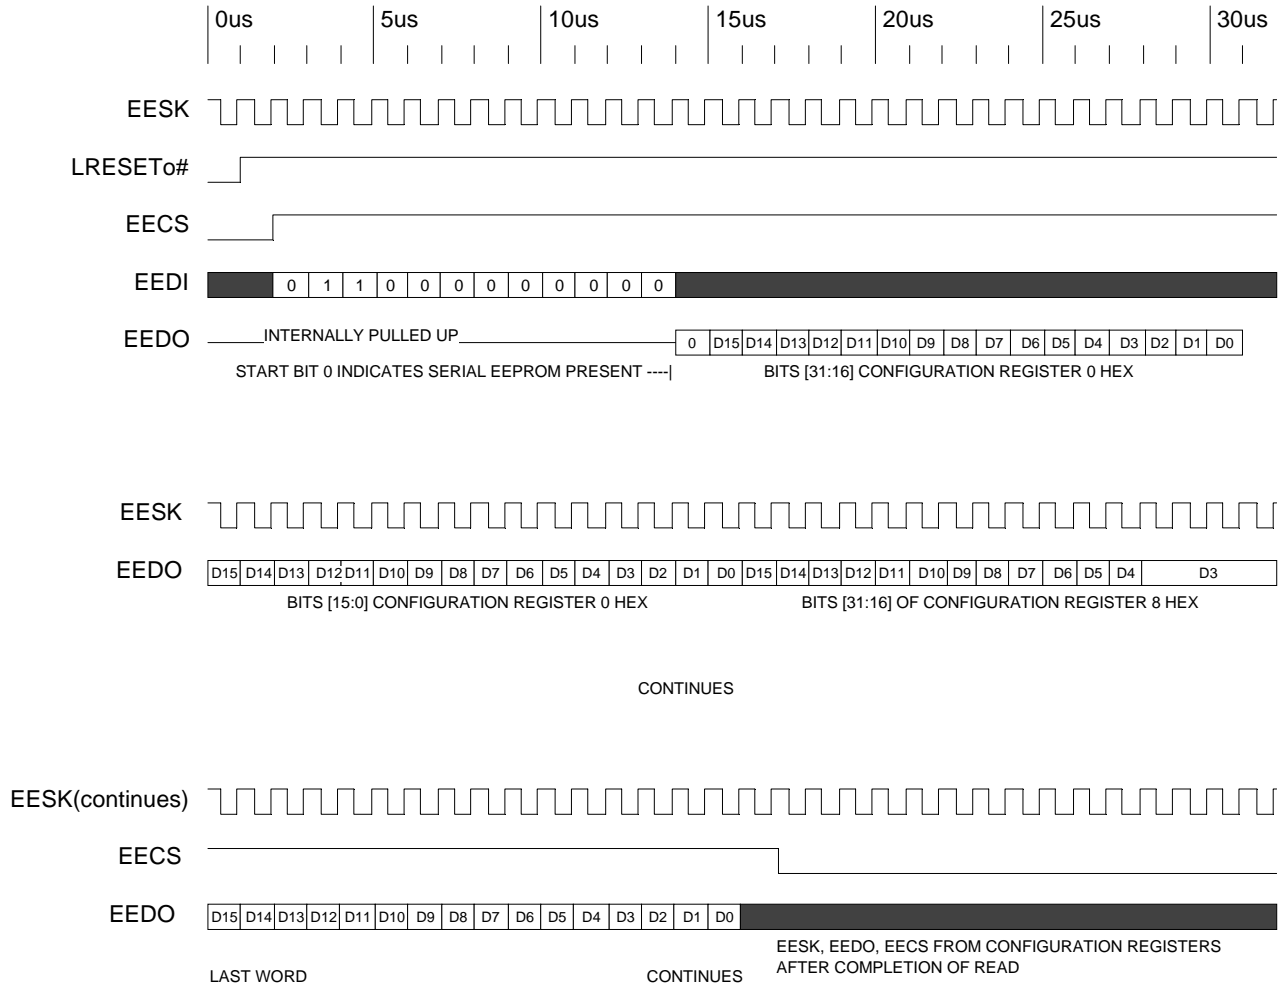 0us 5us 10us 15us 20us 25us 30us
EESK
LRESETo#
EECS
EEDI 0 1 1 0 0 0 0 0 0 0 0 0
EEDO INTERNALLY PULLED UP 0 D15 D14 D13 D12 D11 D10 D9 D8 D7 D6 D5 D4 D3 D2 D1 D0
START BIT 0 INDICATES SERIAL EEPROM PRESENT ----| BITS [31:16] CONFIGURATION REGISTER 0 HEX
EESK
EEDO D15 D14 D13 D12 D11 D10 D9 D8 D7 D6 D5 D4 D3 D2 D1 D0 D15 D14 D13 D12 D11 D10 D9 D8 D7 D6 D5 D4 D3
BITS [15:0] CONFIGURATION REGISTER 0 HEX BITS [31:16] OF CONFIGURATION REGISTER 8 HEX
CONTINUES
EESK(continues)
EECS
EEDO D15 D14 D13 D12 D11 D10 D9 D8 D7 D6 D5 D4 D3 D2 D1 D0
EESK, EEDO, EECS FROM CONFIGURATION REGISTERS
AFTER COMPLETION OF READ
LAST WORD CONTINUES